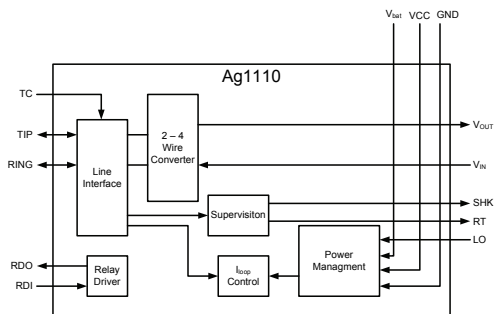 Vbat VCC GND
Ag1110
TC
TIP
RING
Line
Interface
2 – 4
Wire
Converter
VOUT
VIN
Supervisiton
SHK
RT
LO
Power
Managment
Iloop
Control
RDO
RDI
Relay
Driver